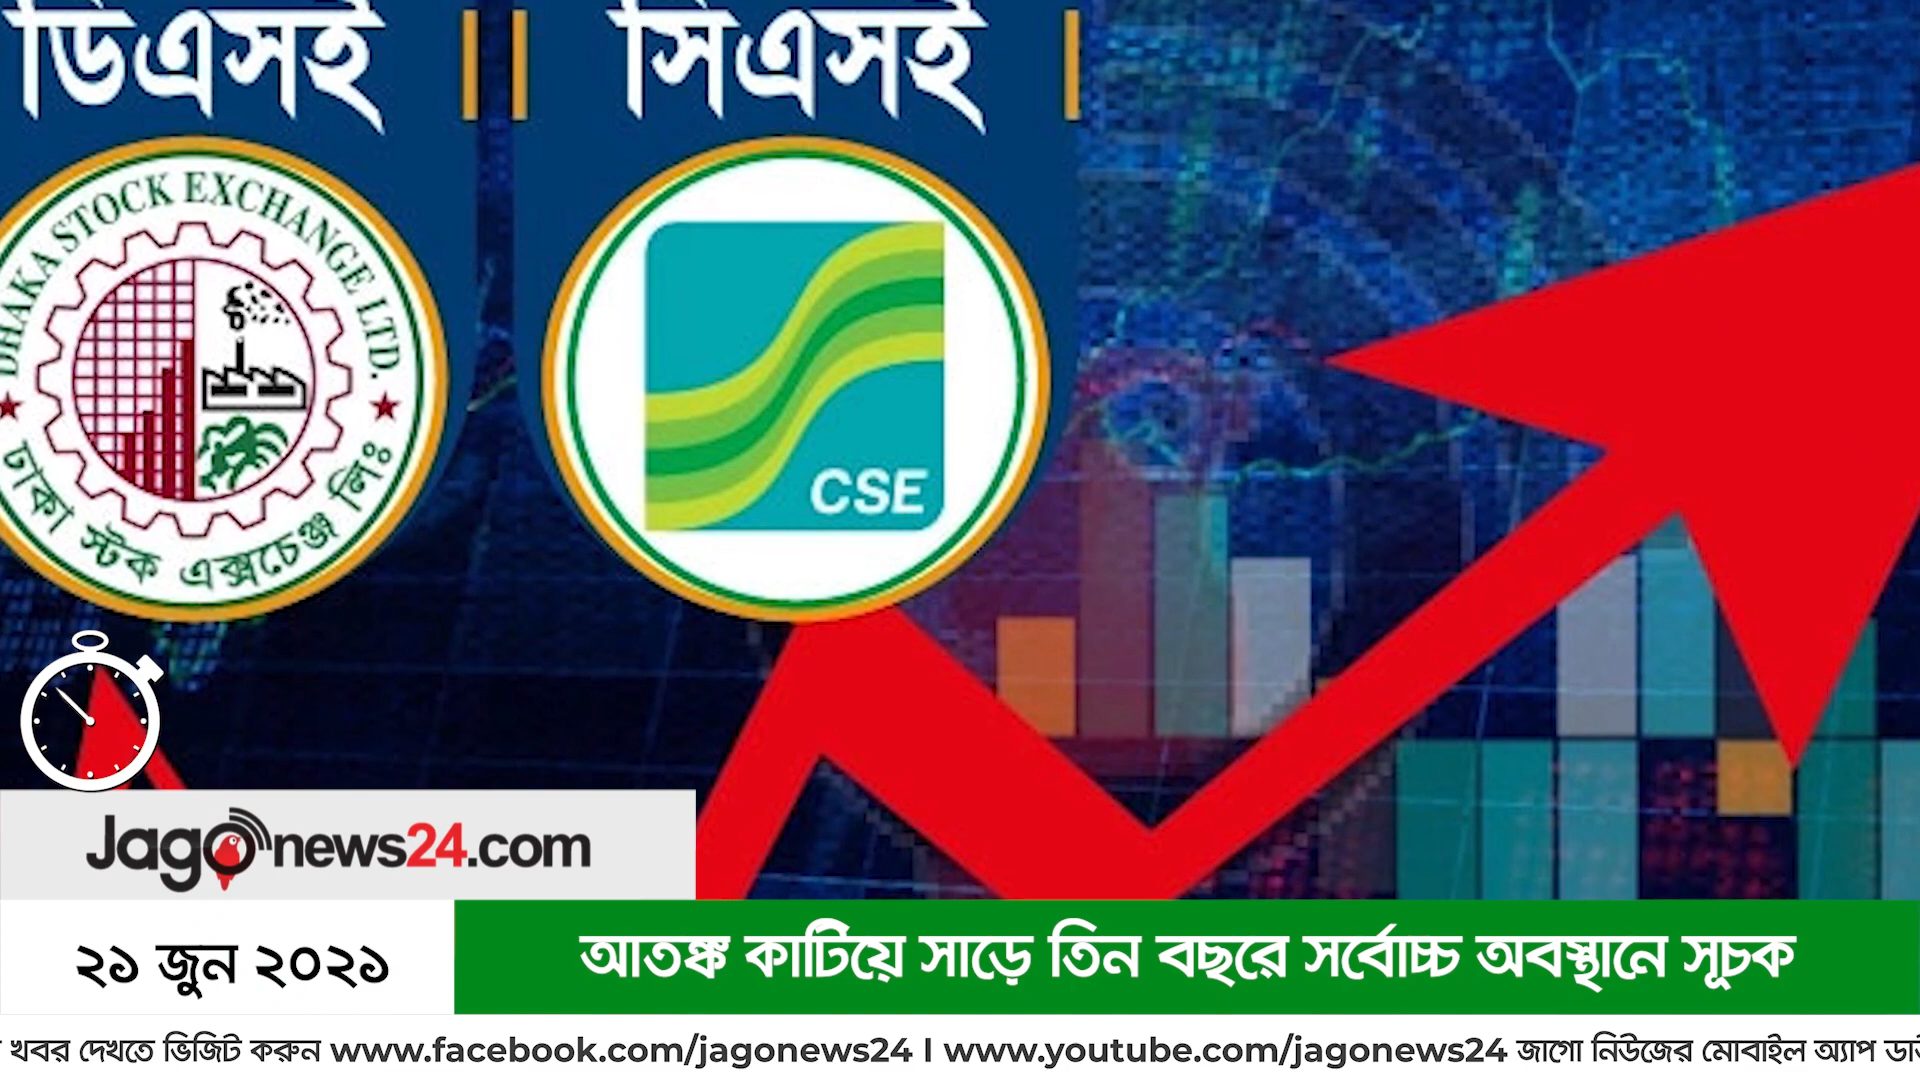 ডিএসই
সিএসই
DHAKA STOCK EXCHANGE LTD.
ঢাকা স্টক এক্সচেঞ্জ লিঃ
CSE
Jagonews24.com
২১ জুন ২০২১
আতঙ্ক কাটিয়ে সাড়ে তিন বছরে সর্বোচ্চ অবস্থানে সূচক
খবর দেখতে ভিজিট করুন www.facebook.com/jagonews24 I www.youtube.com/jagonews24 জাগো নিউজের মোবাইল অ্যাপ